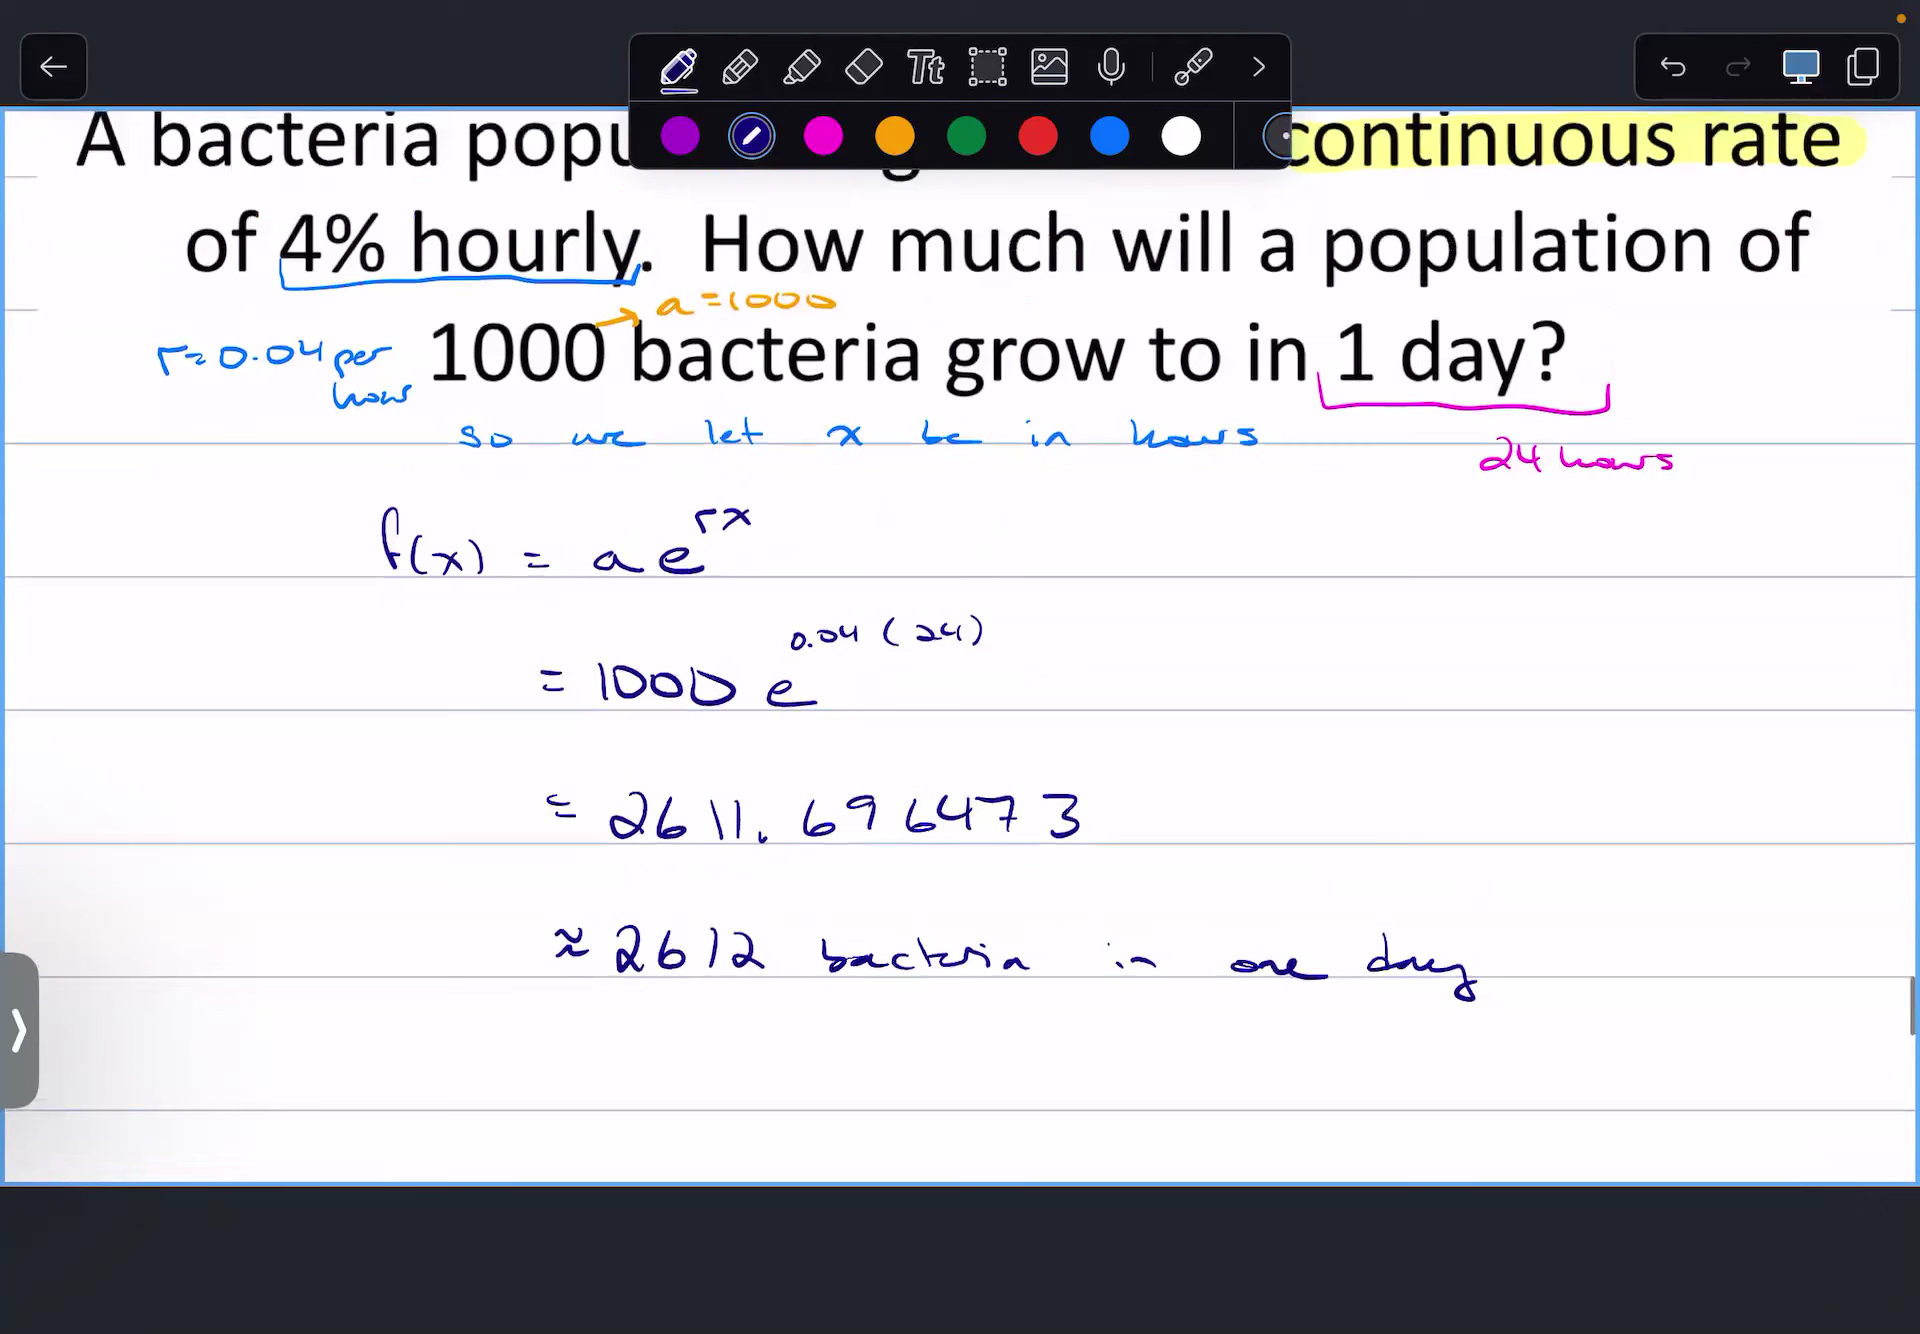 Tt
A bacteria popu continuous rate
of 4% hourly. How much will a population of
a = 1000
1000 bacteria grow to in 1 day?
r = 0.04 per hour
so we let x be in hours
24 hours
f(x) = a e^{rx}
= 1000 e^{0.04 (24)}
= 2611.696473
≈ 2612 bacteria in one day